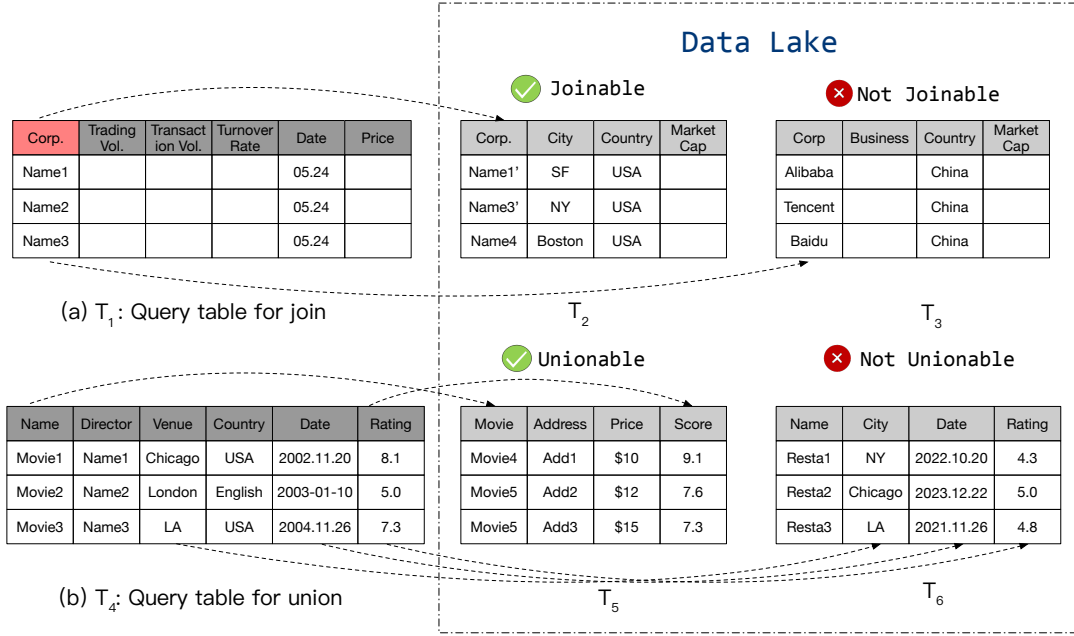 Data Lake
Joinable
Not Joinable
Corp. Trading Vol. Transact ion Vol. Turnover Rate Date Price
Name1 05.24
Name2 05.24
Name3 05.24
Corp. City Country Market Cap
Name1’ SF USA
Name3’ NY USA
Name4 Boston USA
Corp Business Country Market Cap
Alibaba China
Tencent China
Baidu China
(a) T1: Query table for join
T2
T3
Unionable
Not Unionable
Name Director Venue Country Date Rating
Movie1 Name1 Chicago USA 2002.11.20 8.1
Movie2 Name2 London English 2003-01-10 5.0
Movie3 Name3 LA USA 2004.11.26 7.3
Movie Address Price Score
Movie4 Add1 $10 9.1
Movie5 Add2 $12 7.6
Movie5 Add3 $15 7.3
Name City Date Rating
Resta1 NY 2022.10.20 4.3
Resta2 Chicago 2023.12.22 5.0
Resta3 LA 2021.11.26 4.8
(b) T4: Query table for union
T5
T6